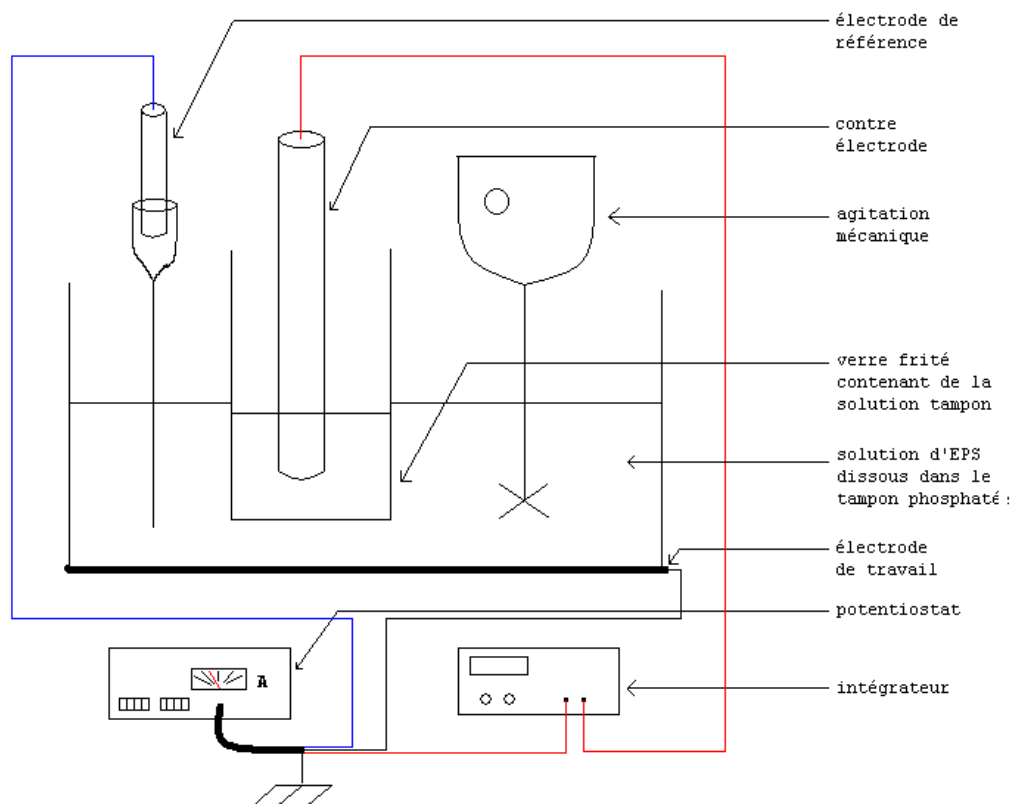 électrode de
référence
contre
électrode
agitation
mécanique
verre frité
contenant de la
solution tampon
solution d'EPS
dissous dans le
tampon phosphatés
électrode
de travail
potentiostat
A
intégrateur